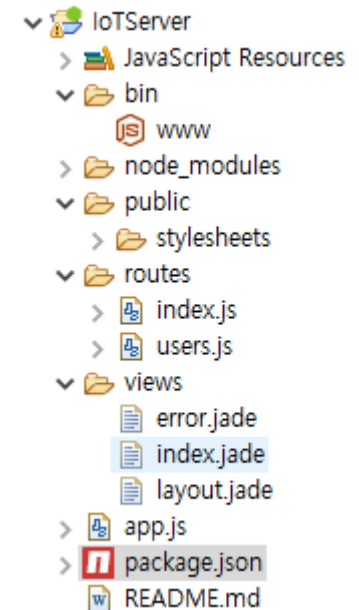 IoTServer
JavaScript Resources
bin
www
node_modules
public
stylesheets
routes
index.js
users.js
views
error.jade
index.jade
layout.jade
app.js
package.json
README.md